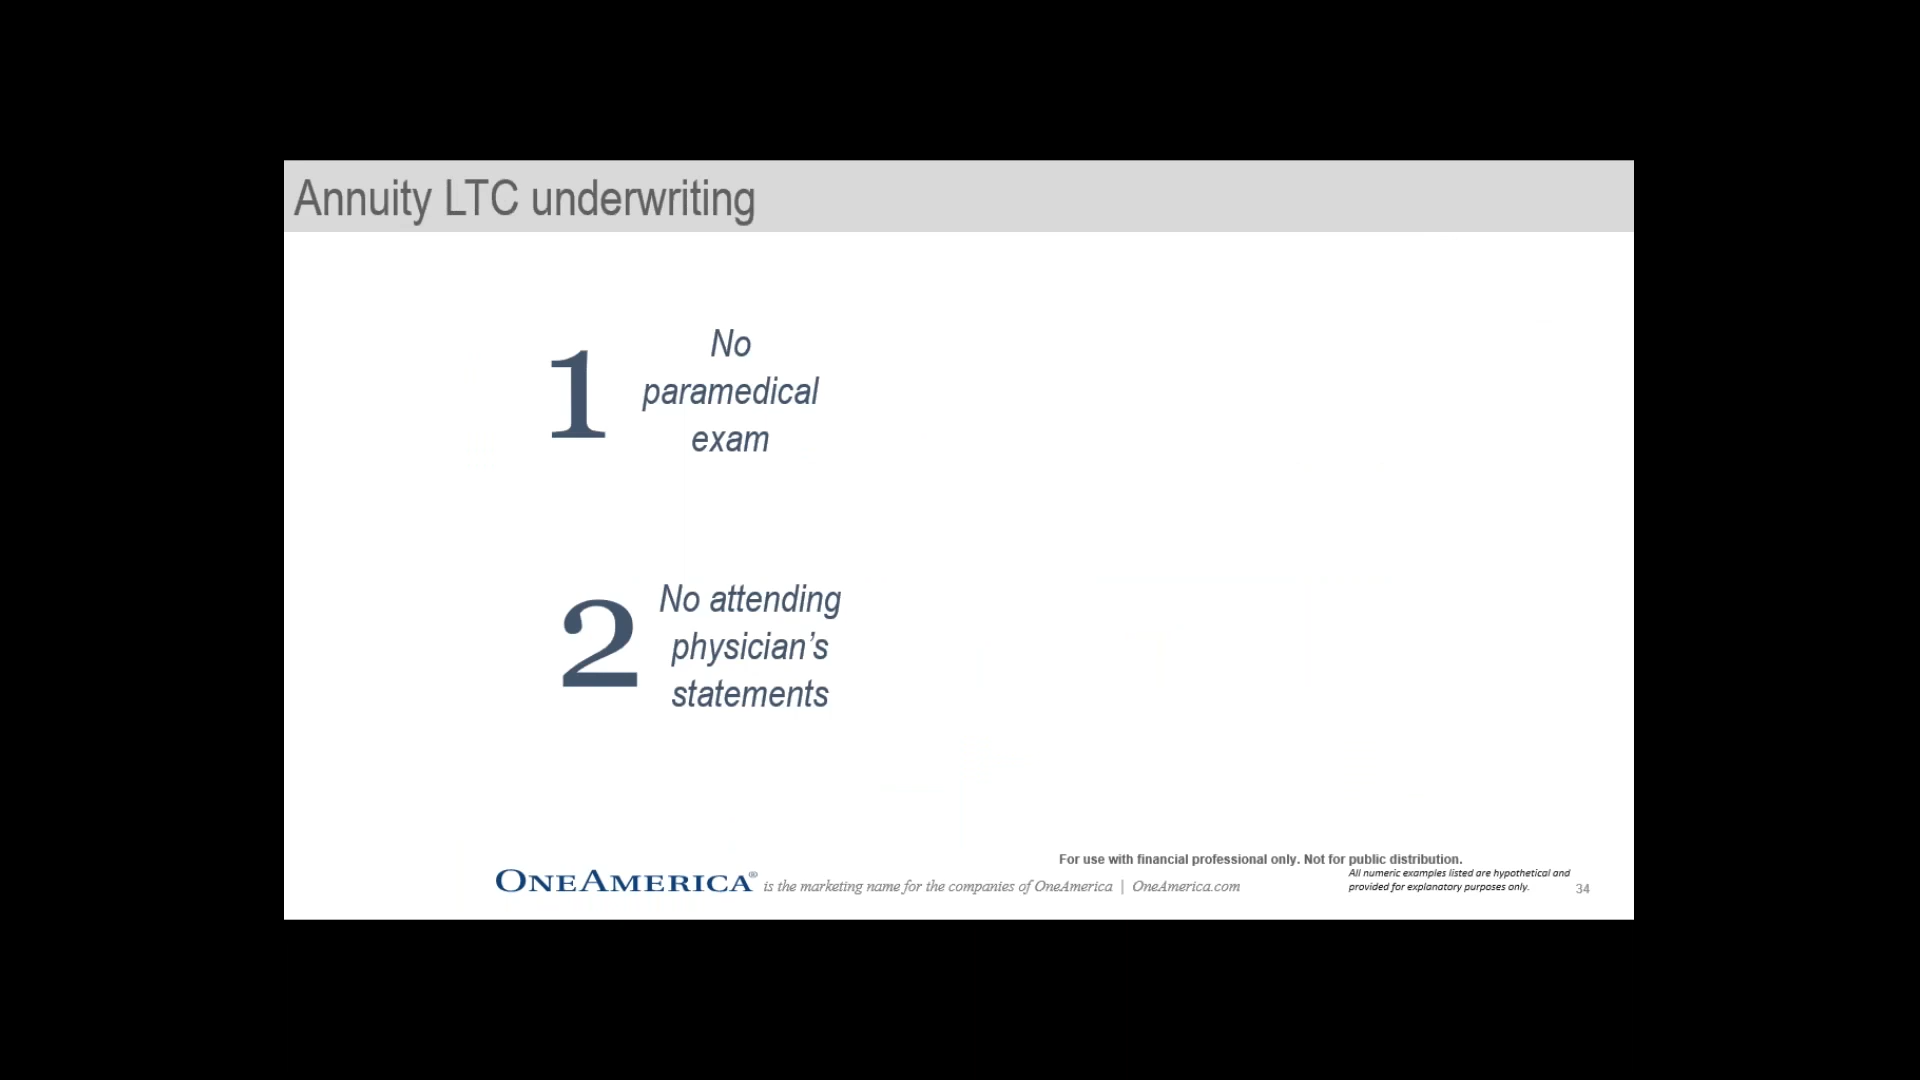 Annuity LTC underwriting
1
No
paramedical
exam
2
No attending
physician’s
statements
For use with financial professional only. Not for public distribution.
ONEAMERICA® is the marketing name for the companies of OneAmerica | OneAmerica.com
All numeric examples listed are hypothetical and
provided for explanatory purposes only.
34